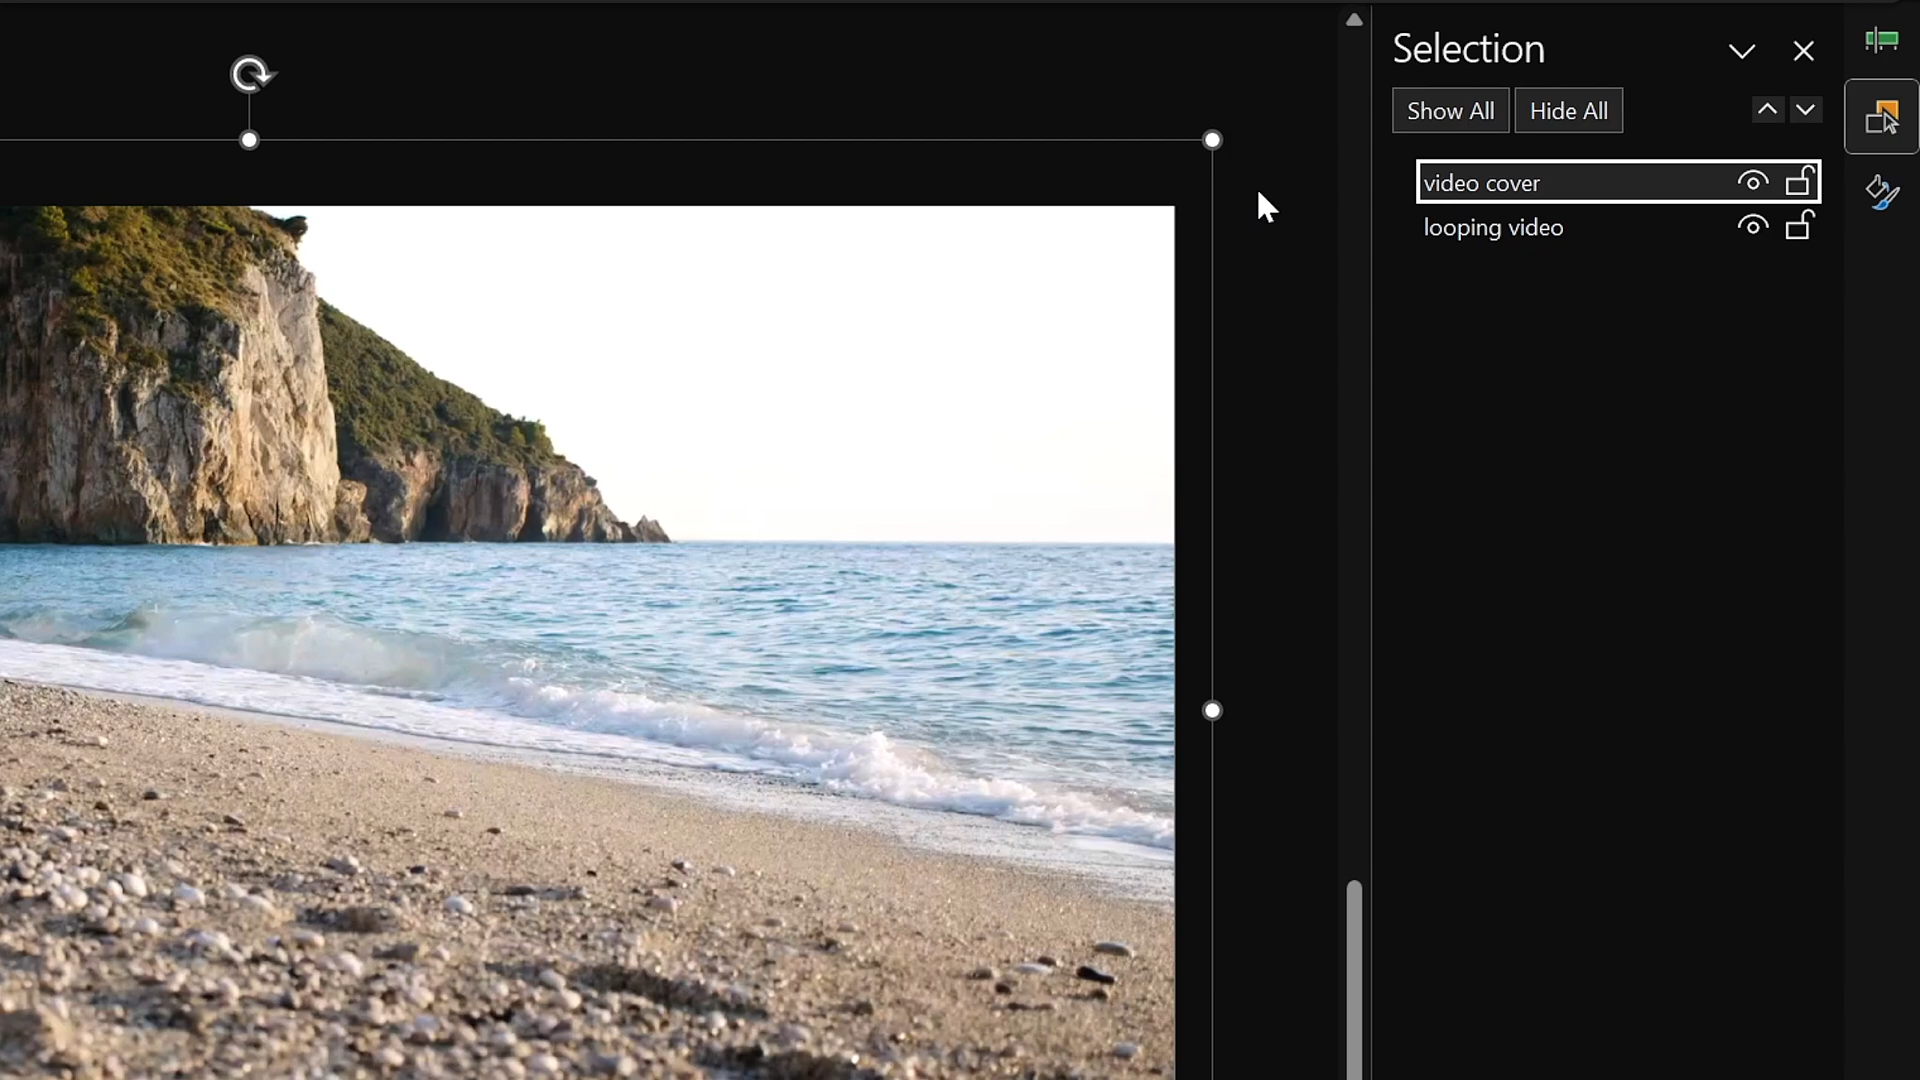 Selection
Show All
Hide All
video cover
looping video